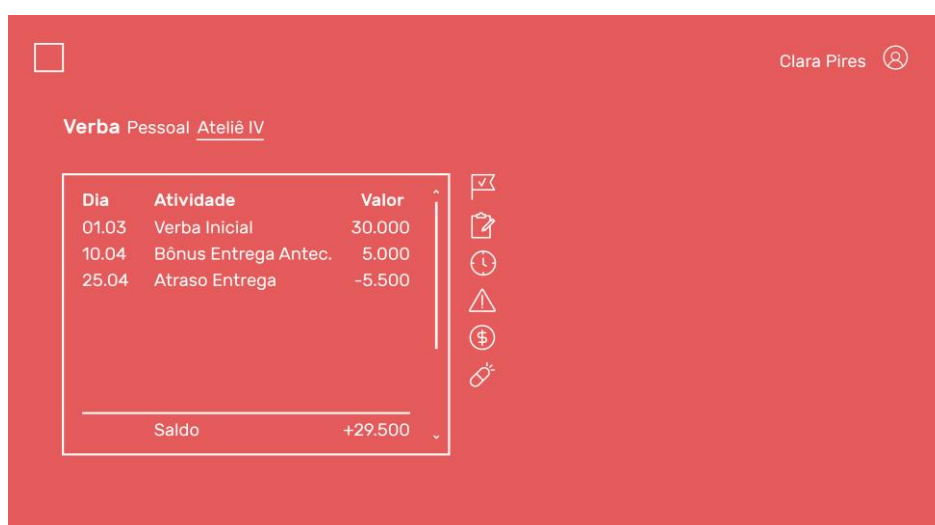 Clara Pires
Verba Pessoal Ateliê IV
Dia Atividade Valor
01.03 Verba Inicial 30.000
10.04 Bônus Entrega Antec. 5.000
25.04 Atraso Entrega -5.500
Saldo +29.500